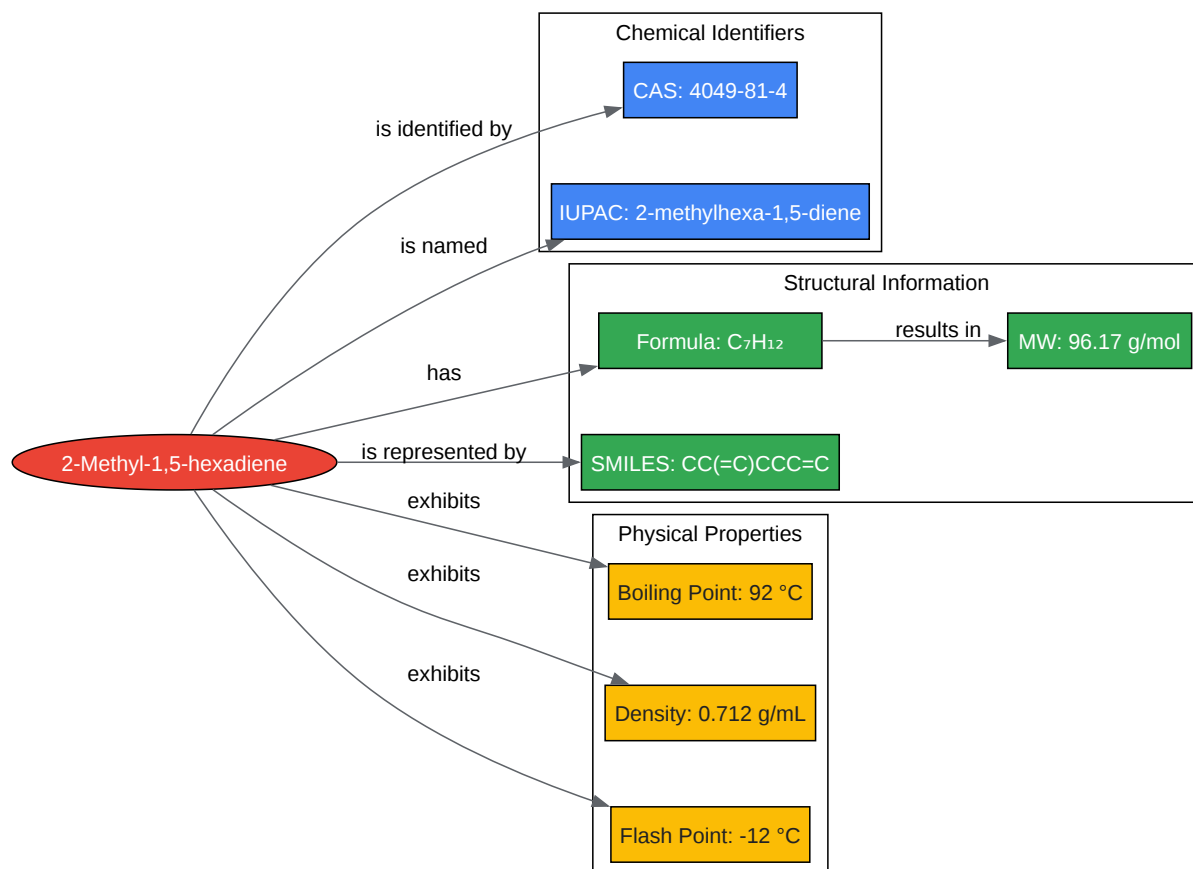 Chemical Identifiers
CAS: 4049-81-4
is identified by
IUPAC: 2-methylhexa-1,5-diene
is named
Structural Information
Formula: C₇H₁₂
results in
MW: 96.17 g/mol
has
2-Methyl-1,5-hexadiene
is represented by
SMILES: CC(=C)CCC=C
exhibits
Physical Properties
Boiling Point: 92 °C
exhibits
Density: 0.712 g/mL
exhibits
Flash Point: -12 °C